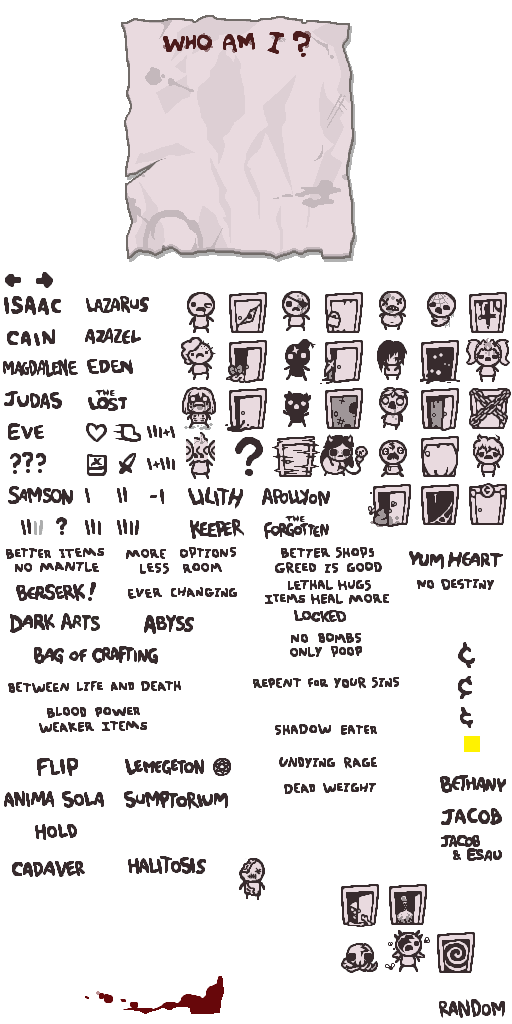 WHO AM I ?
ISAAC
LAZARUS
CAIN
AZAZEL
MAGDALENE
EDEN
JUDAS
THE
LOST
EVE
III+I
???
I+III
?
SAMSON
I
II
-I
LILITH
APOLLYON
IIII
?
III
IIII
KEEPER
THE
FORGOTTEN
BETTER ITEMS
NO MANTLE
MORE OPTIONS
LESS ROOM
BETTER SHOPS
GREED IS GOOD
YUM HEART
BERSERK!
EVER CHANGING
LETHAL HUGS
ITEMS HEAL MORE
NO DESTINY
DARK ARTS
ABYSS
LOCKED
BAG OF CRAFTING
NO BOMBS
ONLY POOP
¢
BETWEEN LIFE AND DEATH
REPENT FOR YOUR SINS
¢
BLOOD POWER
WEAKER ITEMS
¢
SHADOW EATER
FLIP
LEMEGETON
UNDYING RAGE
ANIMA SOLA
SUMPTORIUM
DEAD WEIGHT
BETHANY
HOLD
JACOB
JACOB
& ESAU
CADAVER
HALITOSIS
RANDOM